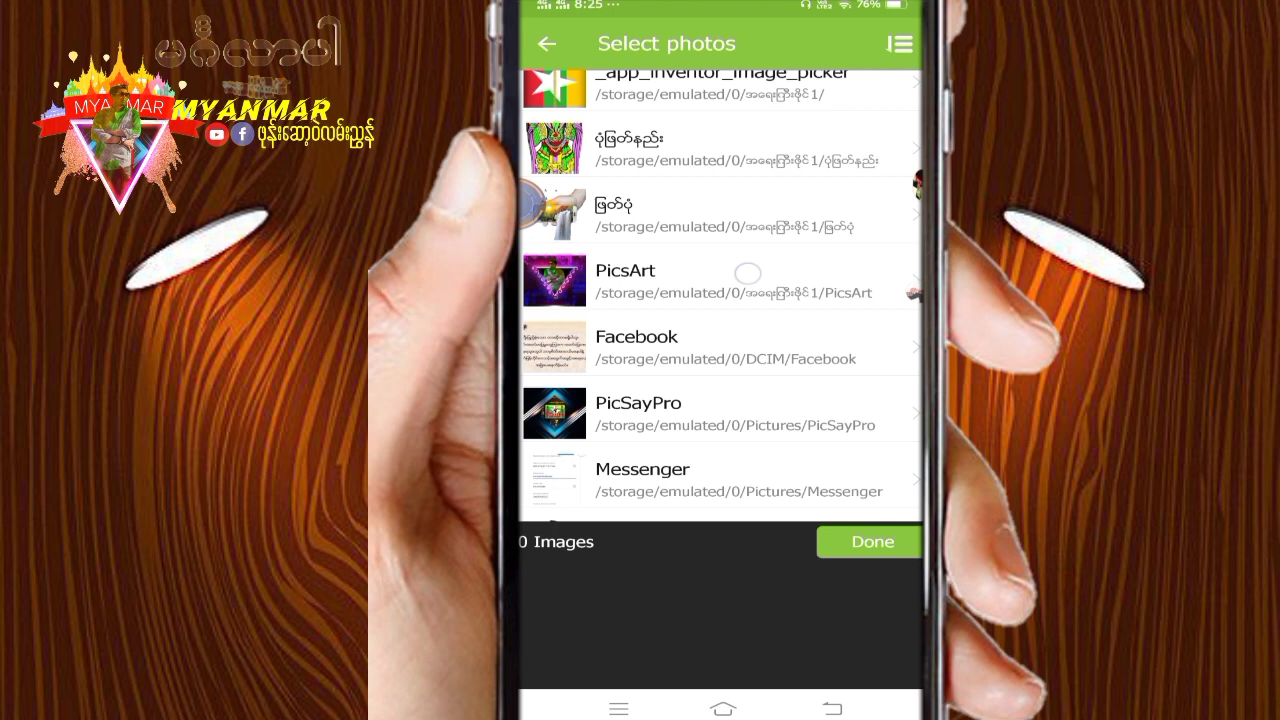 မင်္ဂလာပါ
MYANMAR
MYANMAR
ဖုန်းဆော့ဝဲလမ်းညွှန်
8:25 ···
76%
Select photos
_app_inventor_image_picker
/storage/emulated/0/အရေးကြီးဖိုင်1/
ပုံဖြတ်နည်း
/storage/emulated/0/အရေးကြီးဖိုင်1/ပုံဖြတ်နည်း
ဖြတ်ပုံ
/storage/emulated/0/အရေးကြီးဖိုင်1/ဖြတ်ပုံ
PicsArt
/storage/emulated/0/အရေးကြီးဖိုင်1/PicsArt
Facebook
/storage/emulated/0/DCIM/Facebook
PicSayPro
/storage/emulated/0/Pictures/PicSayPro
Messenger
/storage/emulated/0/Pictures/Messenger
0 Images
Done